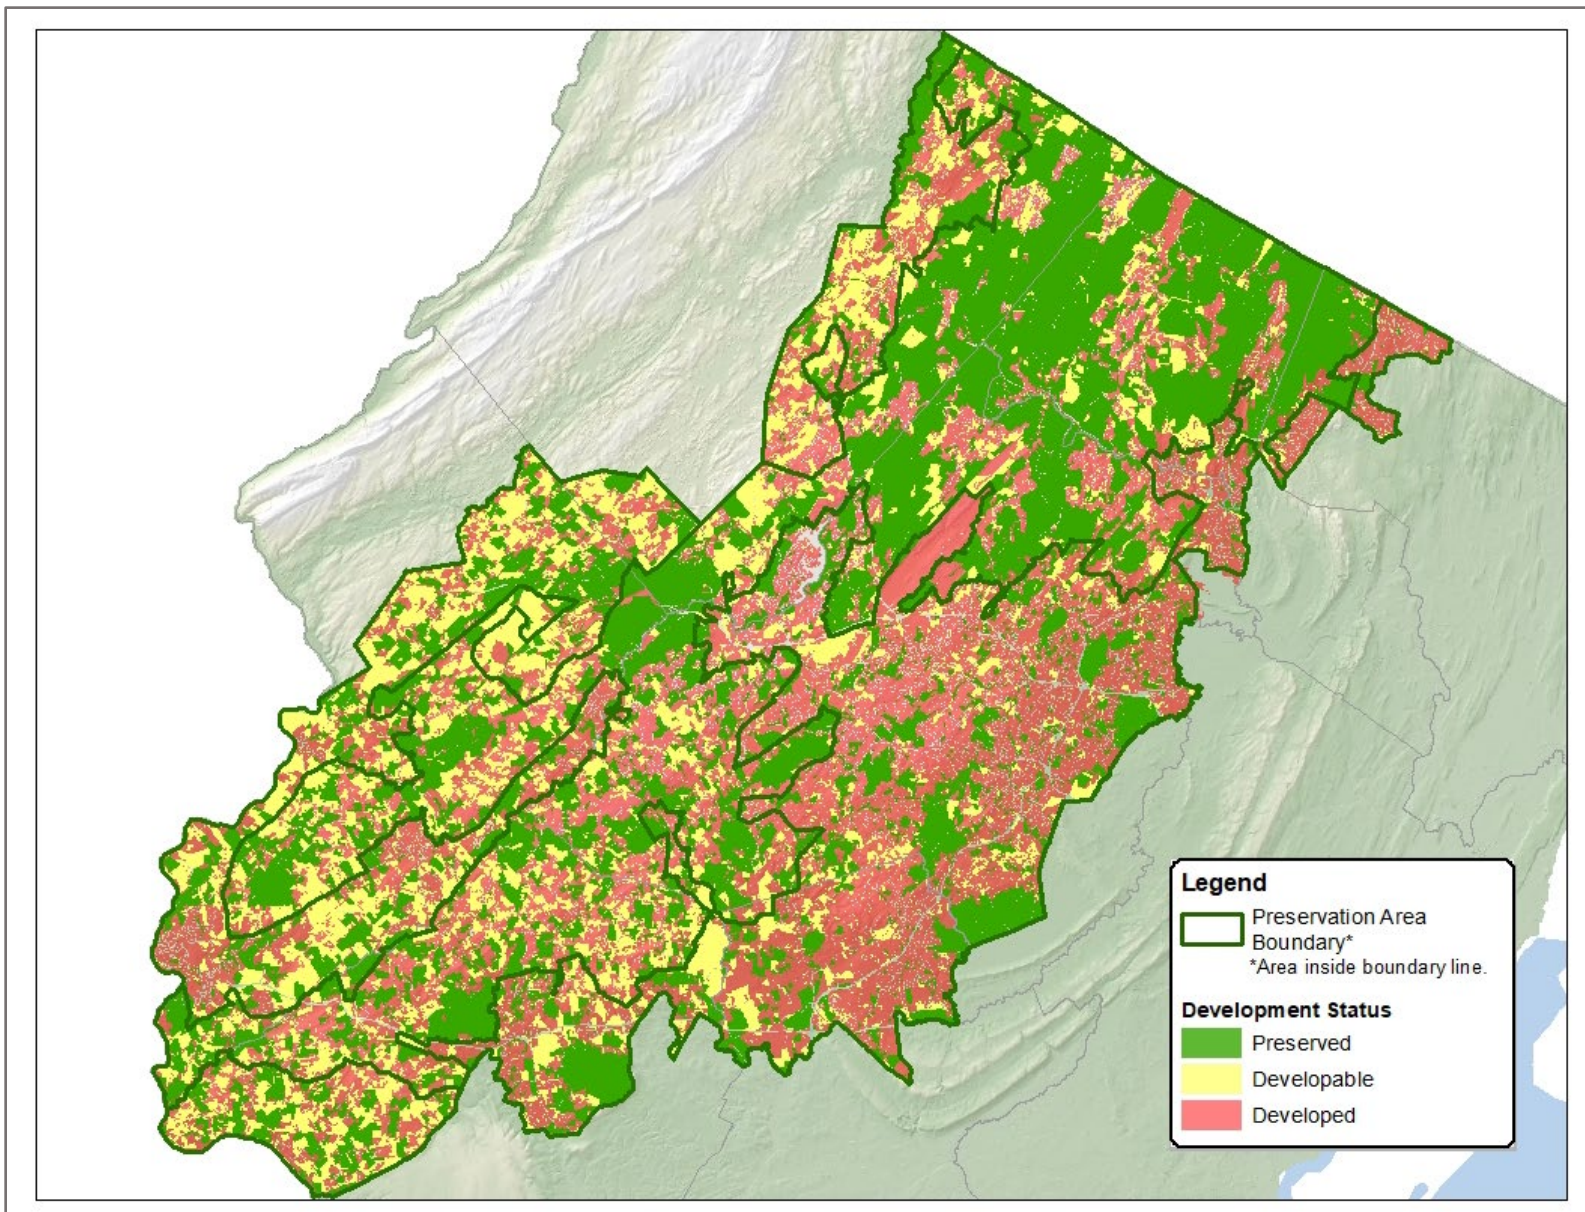 Legend
Preservation Area
Boundary*
*Area inside boundary line.
Development Status
Preserved
Developable
Developed